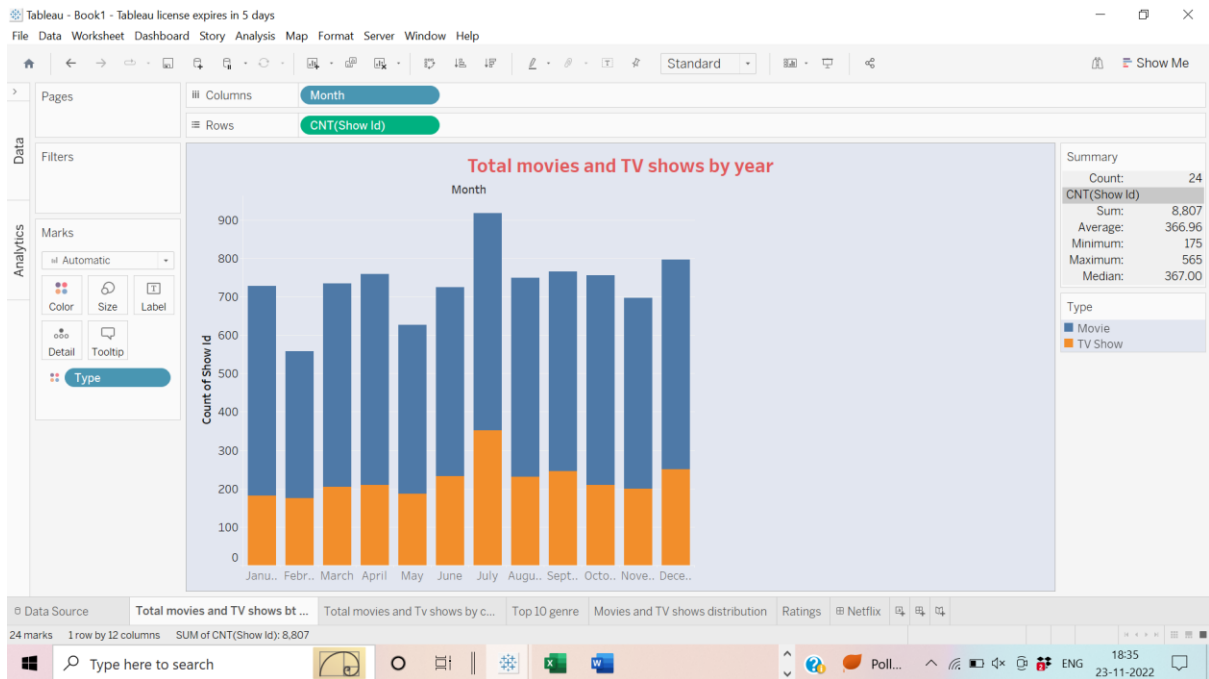 Tableau - Book1 - Tableau license expires in 5 days
File Data Worksheet Dashboard Story Analysis Map Format Server Window Help
Standard
Show Me
Pages
iii Columns
Month
Rows
CNT(Show Id)
Data
Analytics
Filters
Marks
Automatic
Color Size Label
Detail Tooltip
Type
Total movies and TV shows by year
Month
Count of Show Id
900
800
700
600
500
400
300
200
100
0
Janu.. Febr.. March April May June July Augu.. Sept.. Octo.. Nove.. Dece..
Summary
Count: 24
CNT(Show Id)
Sum: 8,807
Average: 366.96
Minimum: 175
Maximum: 565
Median: 367.00
Type
Movie
TV Show
Data Source Total movies and TV shows bt ... Total movies and Tv shows by c... Top 10 genre Movies and TV shows distribution Ratings Netflix
24 marks 1 row by 12 columns SUM of CNT(Show Id): 8,807
Type here to search
Poll...
ENG
18:35
23-11-2022